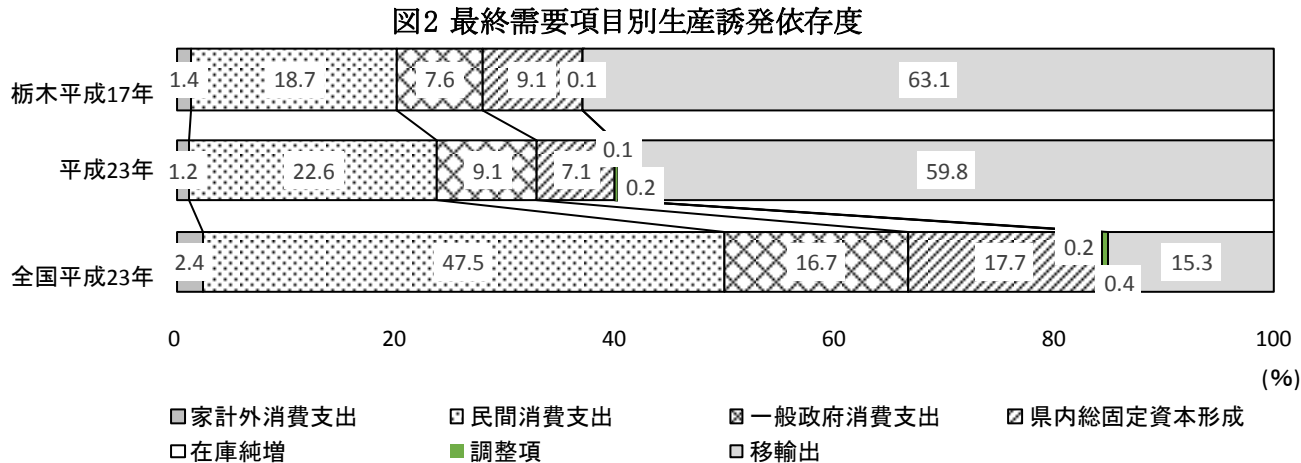 図2 最終需要項目別生産誘発依存度
栃木平成17年 1.4 18.7 7.6 9.1 0.1 63.1
平成23年 1.2 22.6 9.1 7.1 0.1 0.2 59.8
全国平成23年 2.4 47.5 16.7 17.7 0.2 0.4 15.3
0 20 40 60 80 100
(%)
家計外消費支出 民間消費支出 一般政府消費支出 県内総固定資本形成
在庫純増 調整項 移輸出